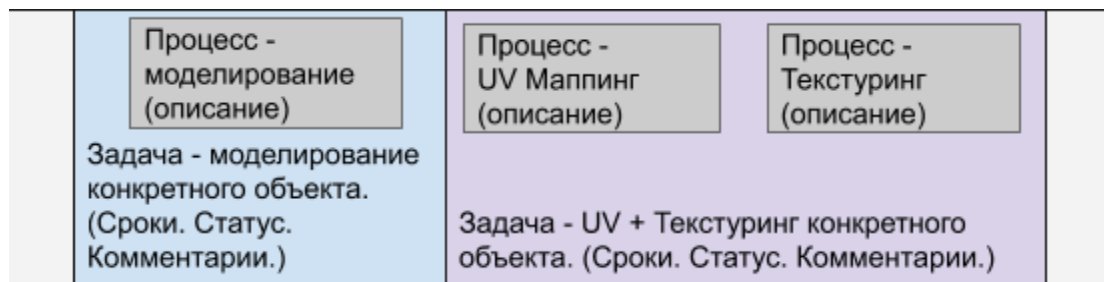 Процесс -
моделирование
(описание)
Задача - моделирование
конкретного объекта.
(Сроки. Статус.
Комментарии.)
Процесс -
UV Маппинг
(описание)
Процесс -
Текстуринг
(описание)
Задача - UV + Текстуринг конкретного
объекта. (Сроки. Статус. Комментарии.)